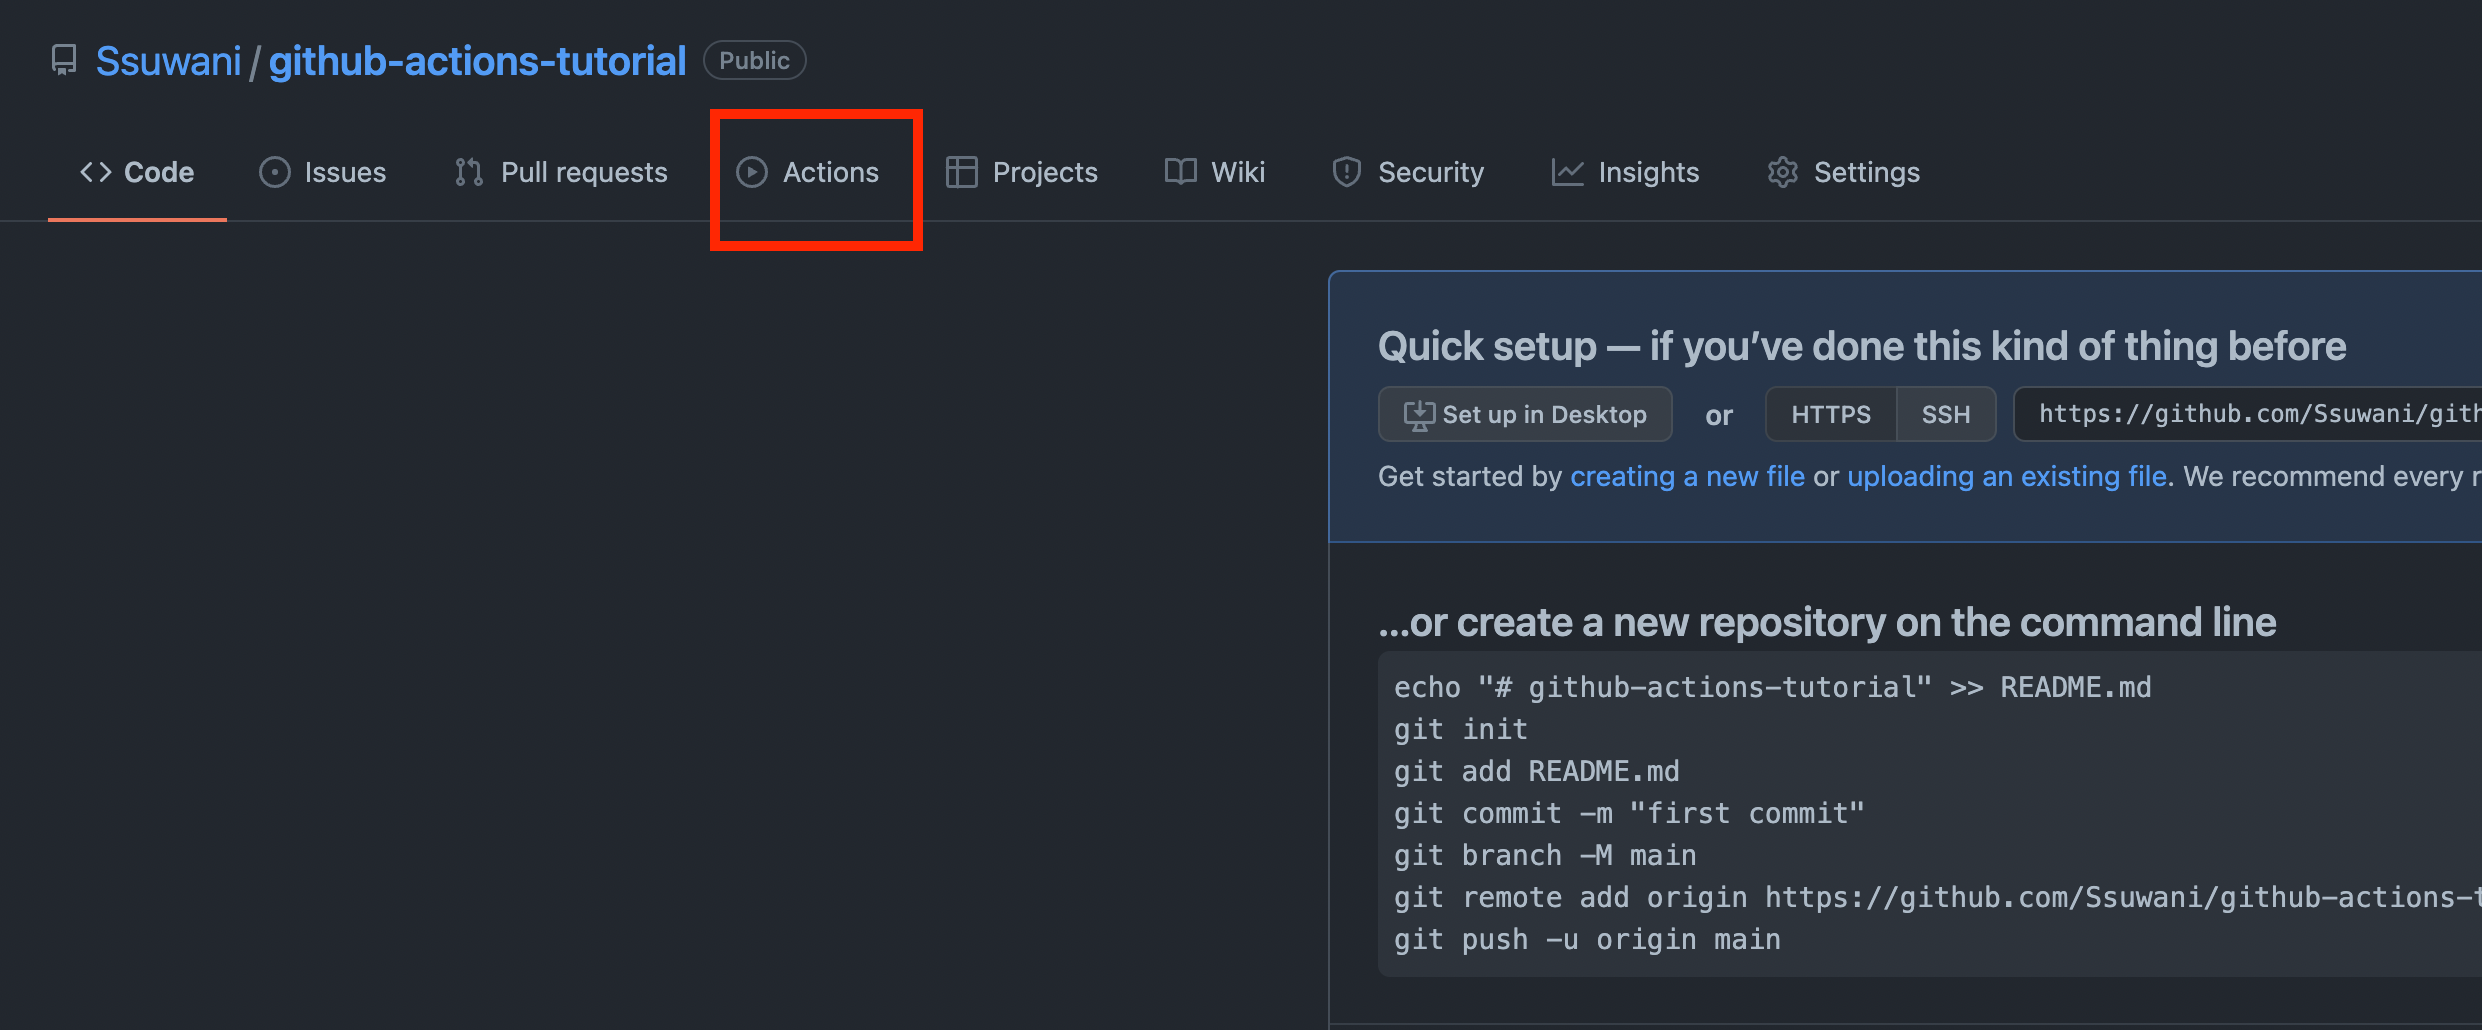 Ssuwani / github-actions-tutorial Public
Code Issues Pull requests Actions Projects Wiki Security Insights Settings
Quick setup — if you’ve done this kind of thing before
Set up in Desktop or HTTPS SSH https://github.com/Ssuwani/gith
Get started by creating a new file or uploading an existing file. We recommend every r
...or create a new repository on the command line
echo "# github-actions-tutorial" >> README.md
git init
git add README.md
git commit -m "first commit"
git branch -M main
git remote add origin https://github.com/Ssuwani/github-actions-t
git push -u origin main